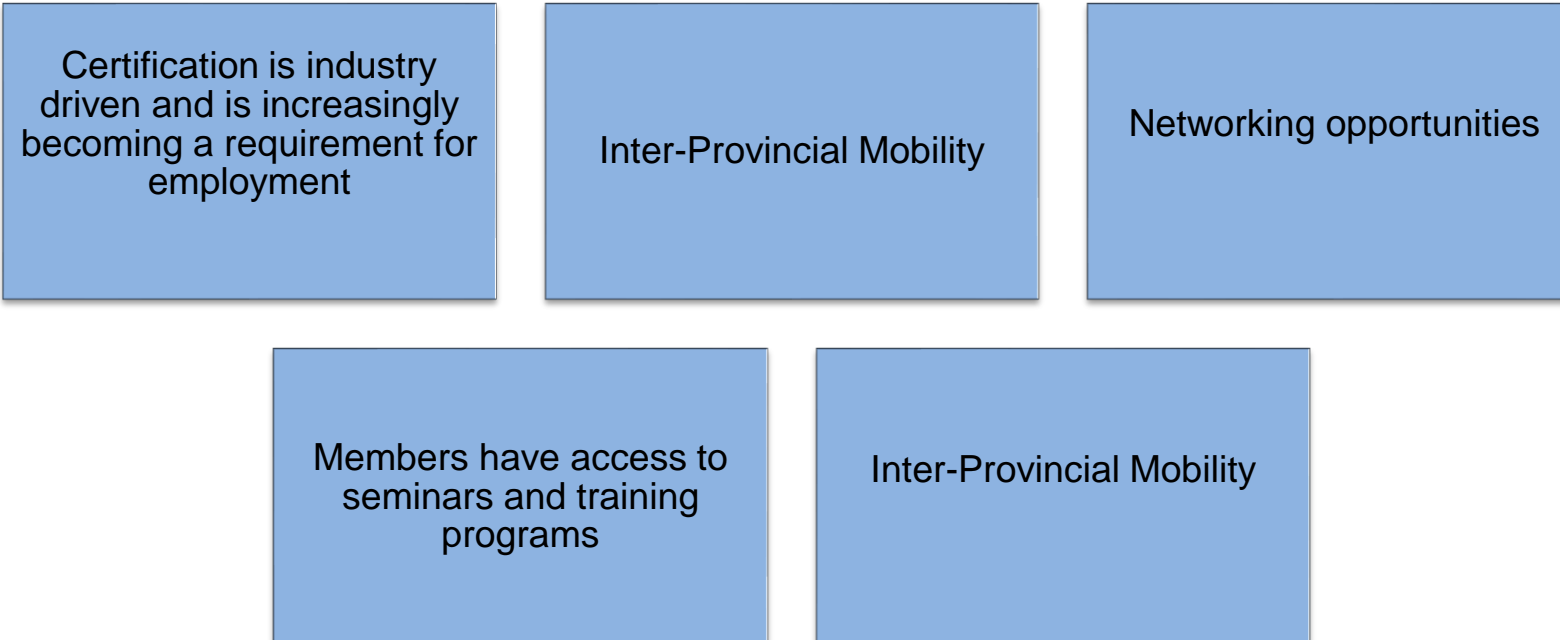 Certification is industry
driven and is increasingly
becoming a requirement for
employment
Inter-Provincial Mobility
Networking opportunities
Members have access to
seminars and training
programs
Inter-Provincial Mobility